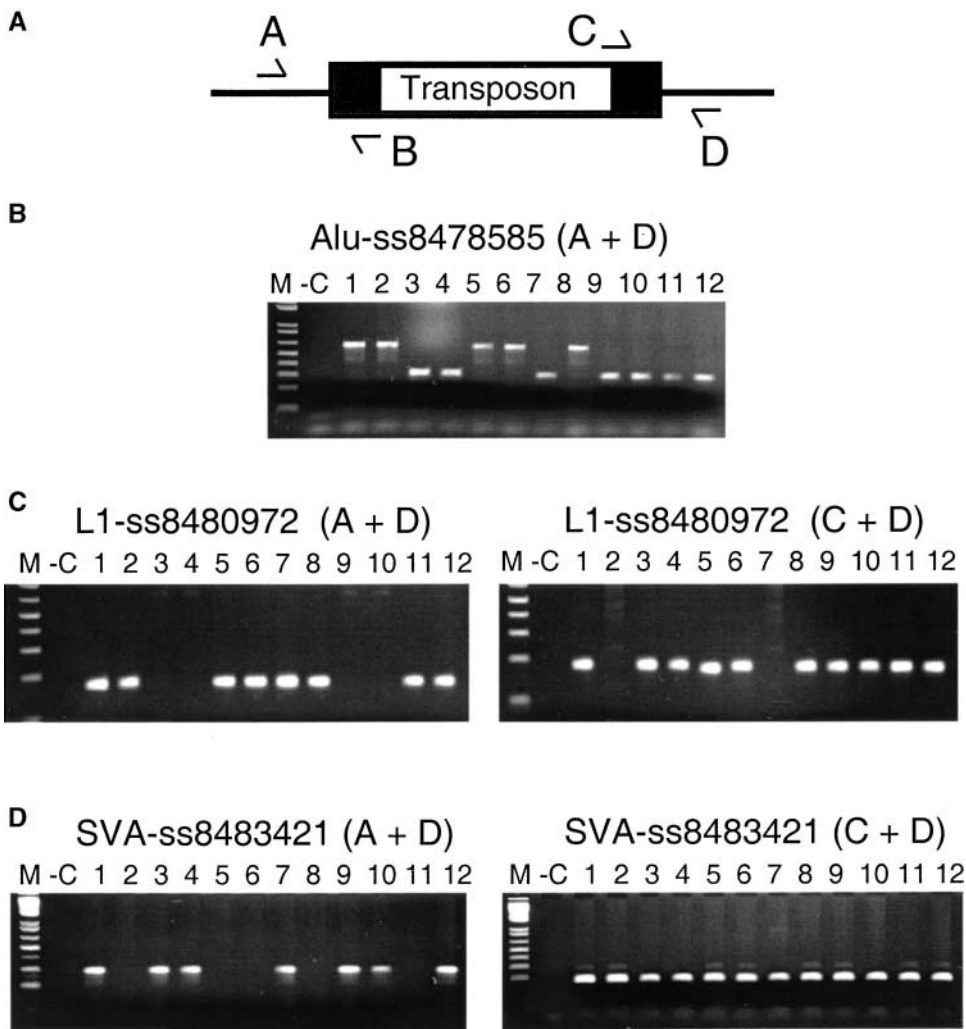 A
A
C
Transposon
B
D
B
Alu-ss8478585 (A + D)
M -C 1 2 3 4 5 6 7 8 9 10 11 12
C
L1-ss8480972 (A + D)
M -C 1 2 3 4 5 6 7 8 9 10 11 12
L1-ss8480972 (C + D)
M -C 1 2 3 4 5 6 7 8 9 10 11 12
D
SVA-ss8483421 (A + D)
M -C 1 2 3 4 5 6 7 8 9 10 11 12
SVA-ss8483421 (C + D)
M -C 1 2 3 4 5 6 7 8 9 10 11 12